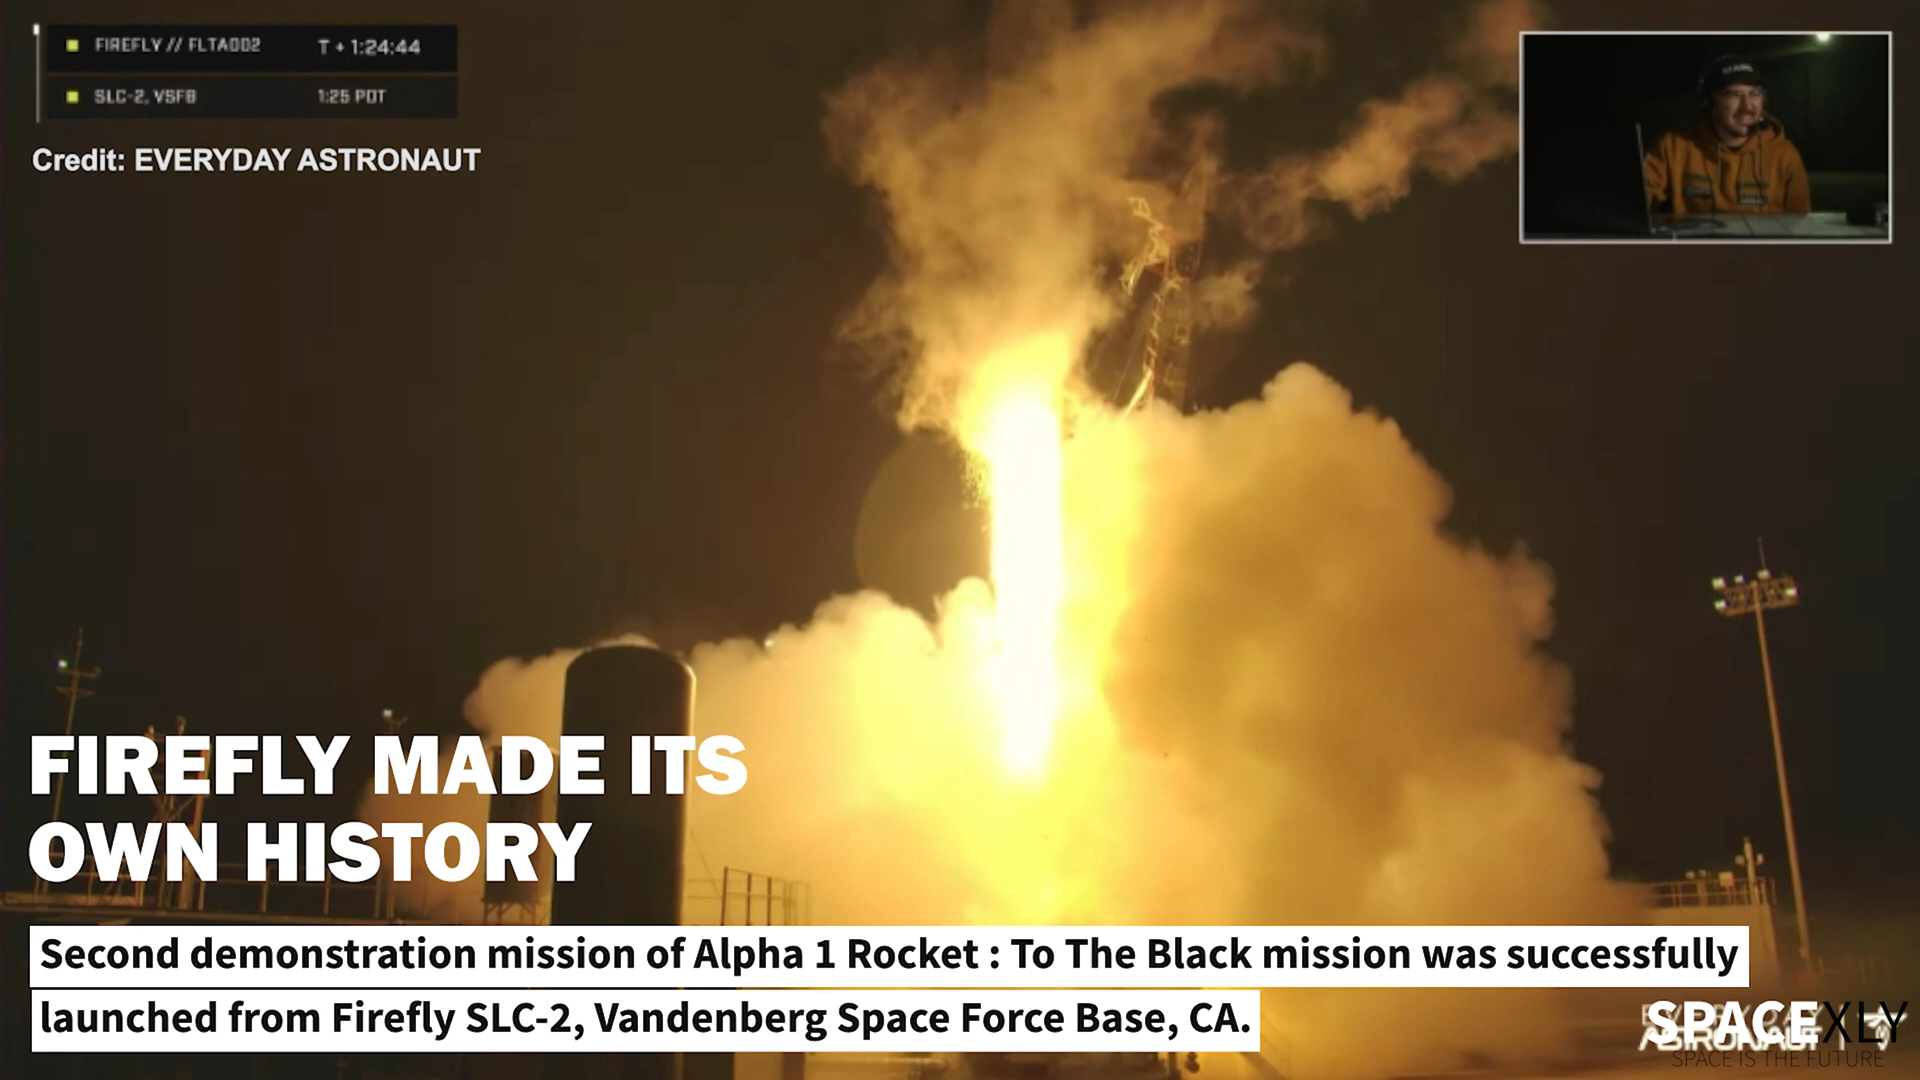 FIREFLY // FLTA002 T + 1:24:44
SLC-2, VSFB 1:25 PDT
Credit: EVERYDAY ASTRONAUT
FIREFLY MADE ITS
OWN HISTORY
Second demonstration mission of Alpha 1 Rocket : To The Black mission was successfully
launched from Firefly SLC-2, Vandenberg Space Force Base, CA.
EVERYDAY
ASTRONAUT
SPACEXLY
SPACE IS THE FUTURE